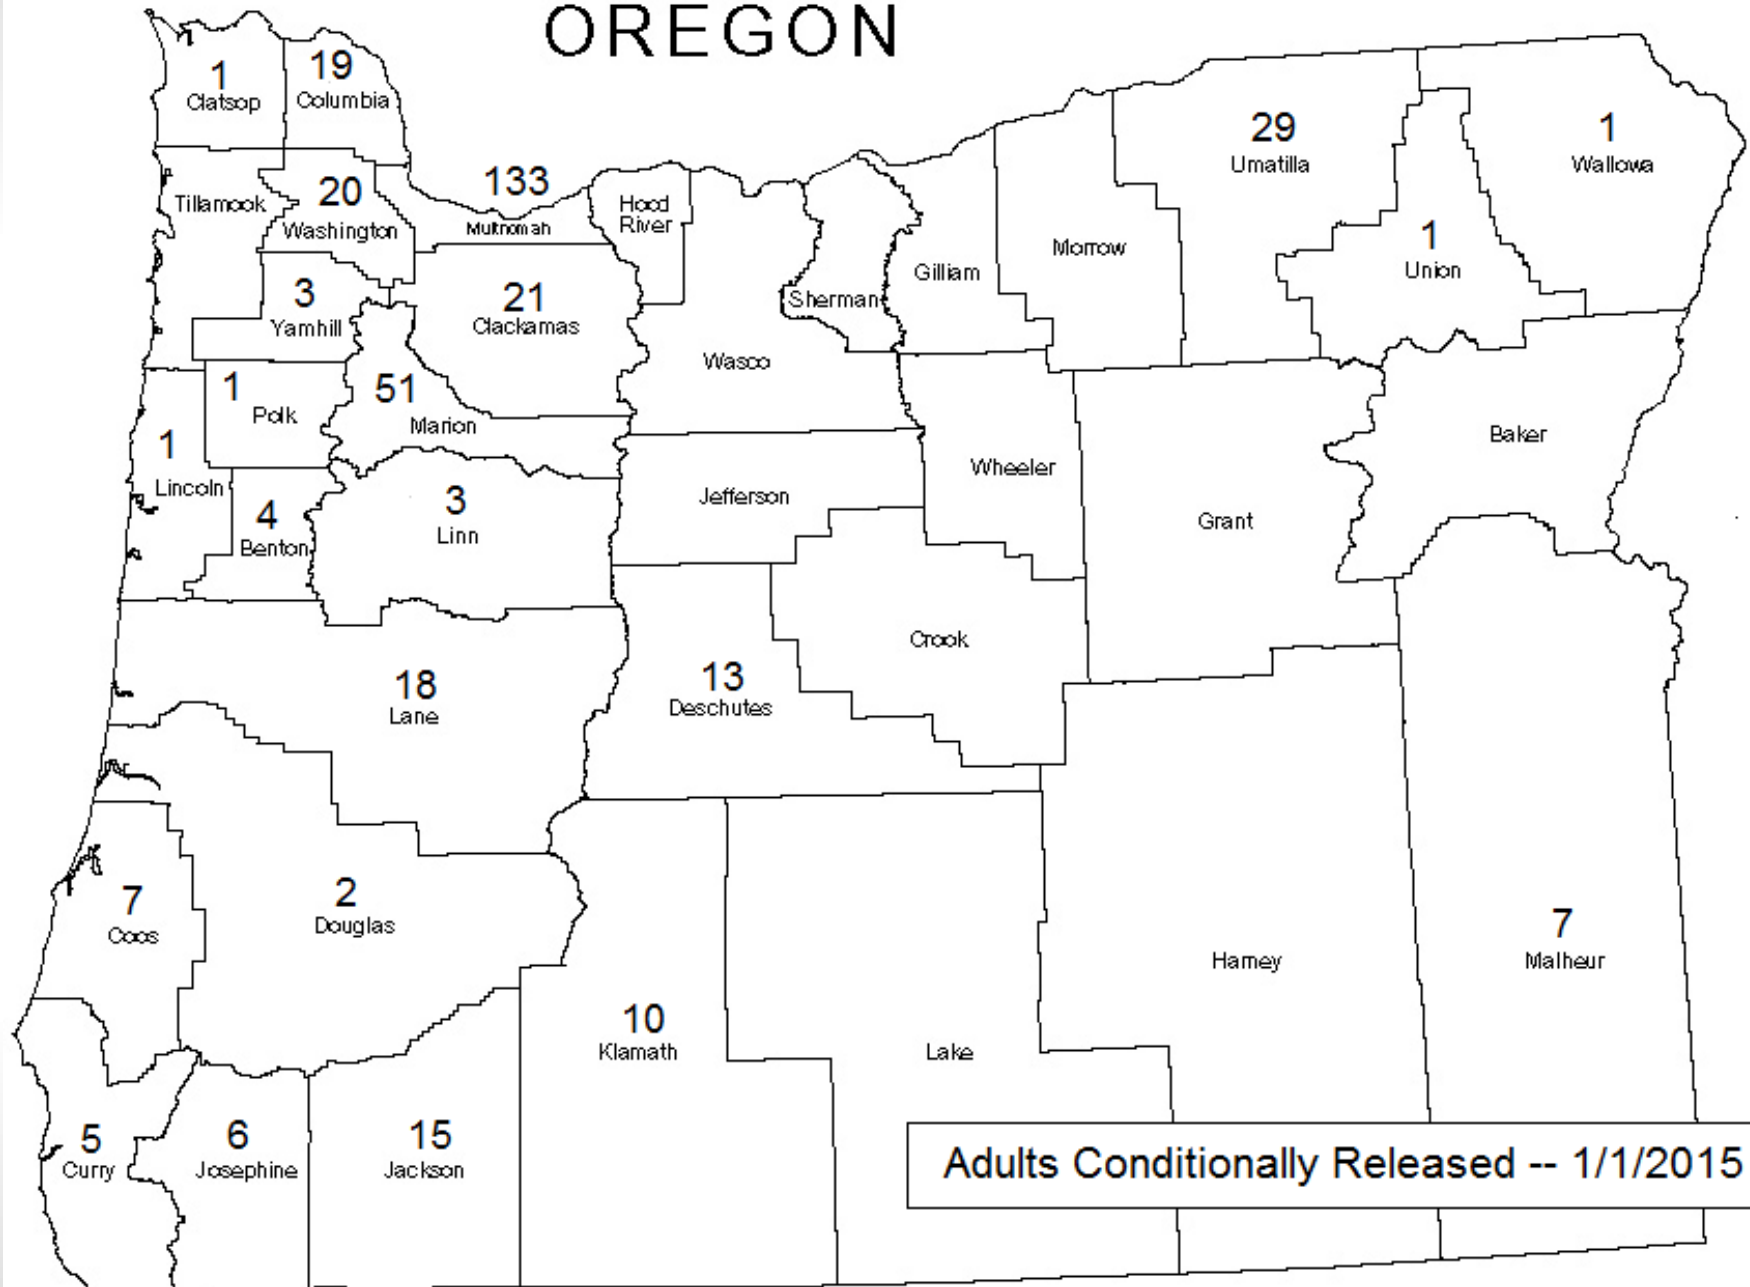 OREGON
1
Clatsop
19
Columbia
Tillamook
20
Washington
133
Multnomah
Hood
River
29
Umatilla
1
Wallowa
Morrow
1
Union
Gilliam
Sherman
3
Yamhill
21
Clackamas
Wasco
1
Polk
51
Marion
Baker
1
Lincoln
Wheeler
Jefferson
4
Benton
3
Linn
Grant
Crook
18
Lane
13
Deschutes
7
Coos
2
Douglas
7
Malheur
Harney
10
Klamath
Lake
5
Curry
6
Josephine
15
Jackson
Adults Conditionally Released -- 1/1/2015